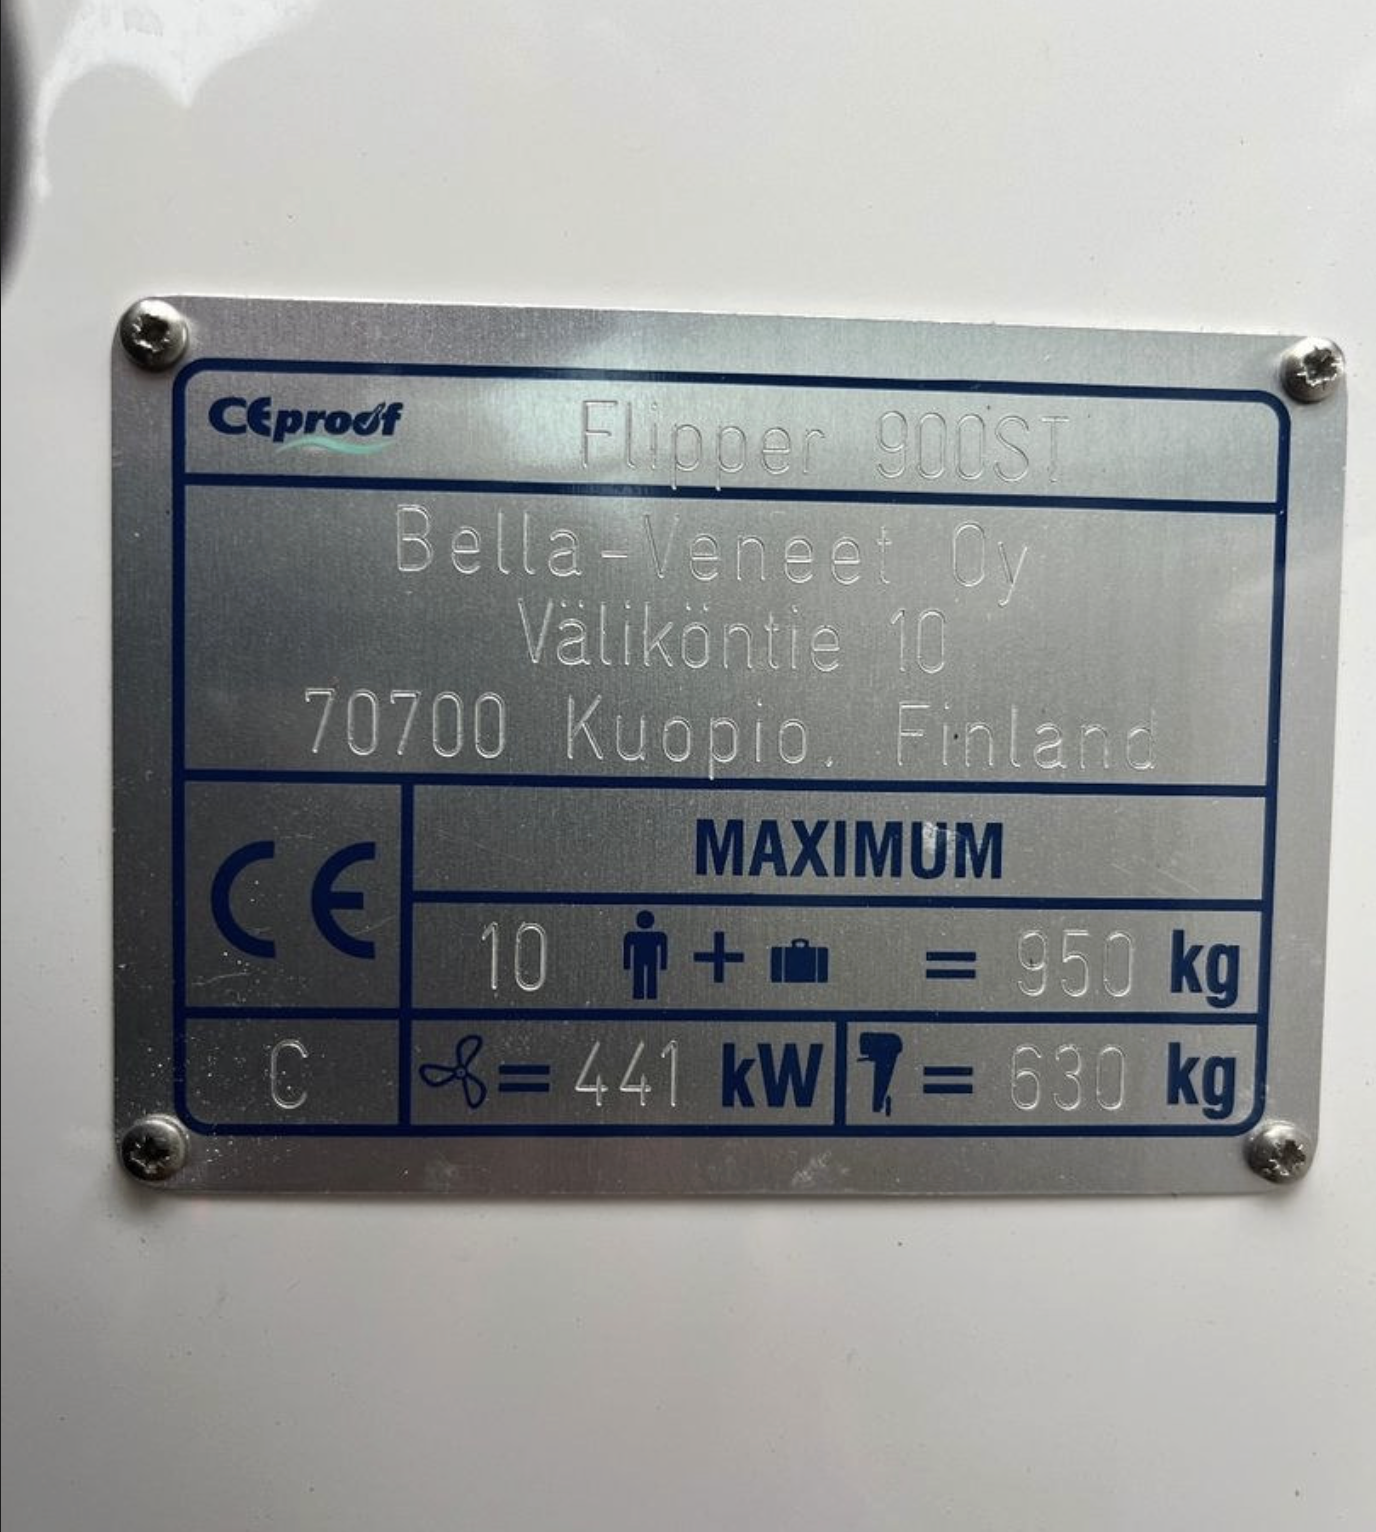 CEproof Flipper 900ST
Bella-Veneet Oy
Väliköntie 10
70700 Kuopio, Finland
CE
MAXIMUM
10 + = 950 kg
C = 441 kW = 630 kg